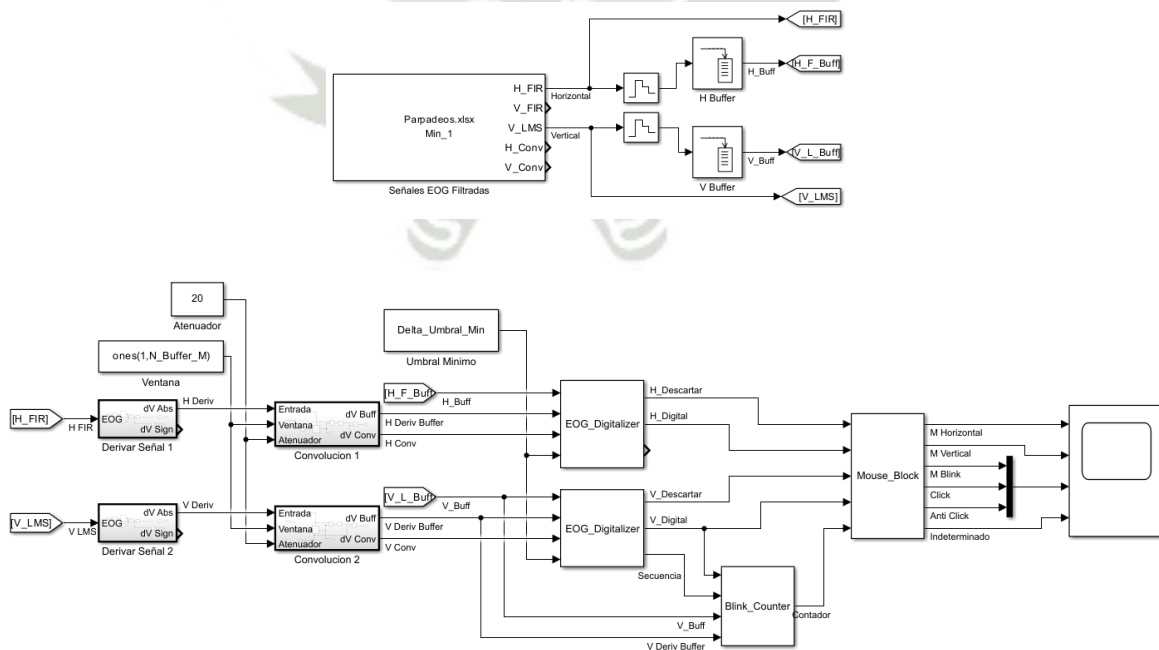 [H_FIR]
H_FIR
Horizontal
V_FIR
V_LMS
Vertical
H_Conv
V_Conv
Parpadeos.xlsx
Min_1
Señales EOG Filtradas
H_Buff
H Buffer
[H_F_Buff]
V_Buff
V Buffer
[V_L_Buff]
[V_LMS]
20
Atenuador
ones(1,N_Buffer_M)
Ventana
Delta_Umbral_Min
Umbral Minimo
[H_FIR]
H FIR
EOG
dV Abs
dV Sign
Derivar Señal 1
H Deriv
Entrada
Ventana
Atenuador
dV Buff
dV Conv
Convolucion 1
[H_F_Buff
H_Buff
H Deriv Buffer
H Conv
EOG_Digitalizer
H_Descartar
H_Digital
[V_LMS]
V LMS
EOG
dV Abs
dV Sign
Derivar Señal 2
V Deriv
Entrada
Ventana
Atenuador
dV Buff
dV Conv
Convolucion 2
[V_L_Buff
V_Buff
V Deriv Buffer
V Conv
EOG_Digitalizer
V_Descartar
V_Digital
Secuencia
V_Buff
V Deriv Buffer
Blink_Counter
Contador
Mouse_Block
M Horizontal
M Vertical
M Blink
Click
Anti Click
Indeterminado